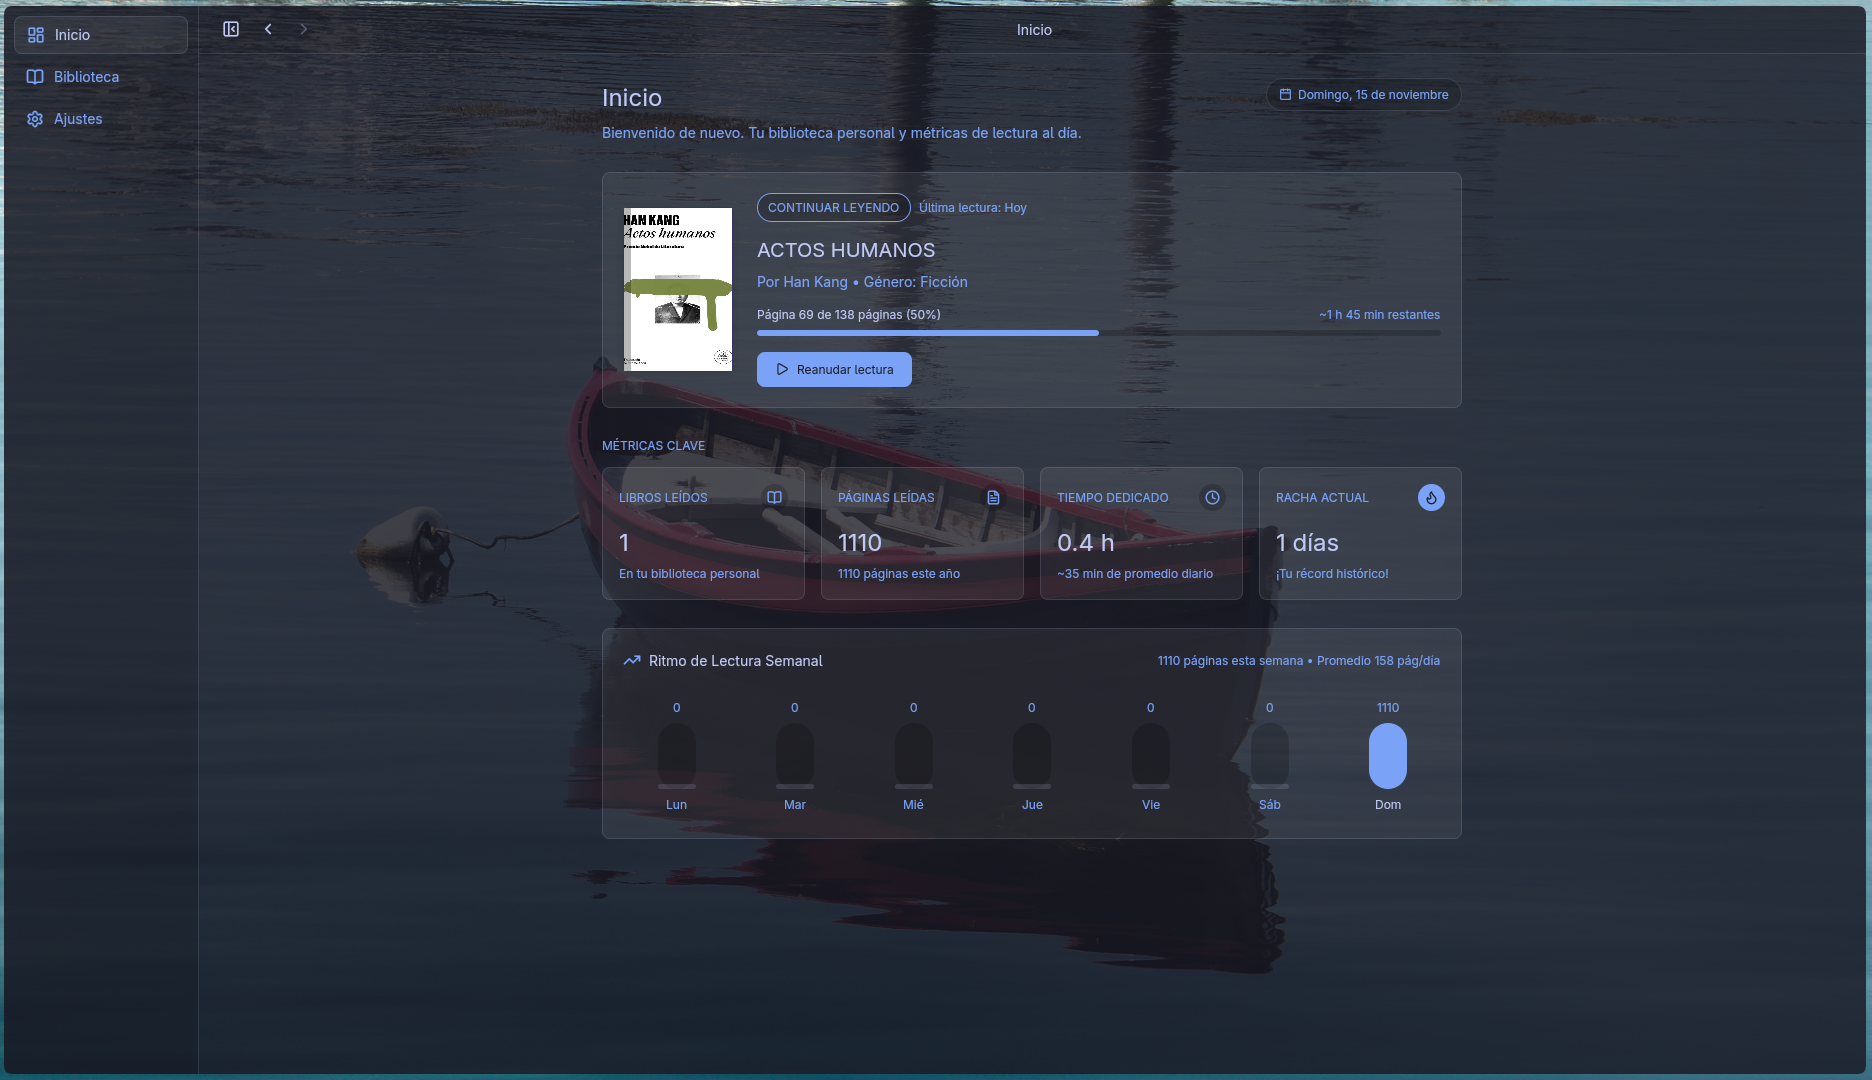 Inicio
Biblioteca
Ajustes
Inicio
Inicio
Domingo, 15 de noviembre
Bienvenido de nuevo. Tu biblioteca personal y métricas de lectura al día.
HAN KANG
Actos humanos
CONTINUAR LEYENDO
Última lectura: Hoy
ACTOS HUMANOS
Por Han Kang • Género: Ficción
Página 69 de 138 páginas (50%)
~1 h 45 min restantes
Reanudar lectura
MÉTRICAS CLAVE
LIBROS LEÍDOS
1
En tu biblioteca personal
PÁGINAS LEÍDAS
1110
1110 páginas este año
TIEMPO DEDICADO
0.4 h
~35 min de promedio diario
RACHA ACTUAL
1 días
¡Tu récord histórico!
Ritmo de Lectura Semanal
1110 páginas esta semana • Promedio 158 pág/día
0 0 0 0 0 0 1110
Lun Mar Mié Jue Vie Sáb Dom